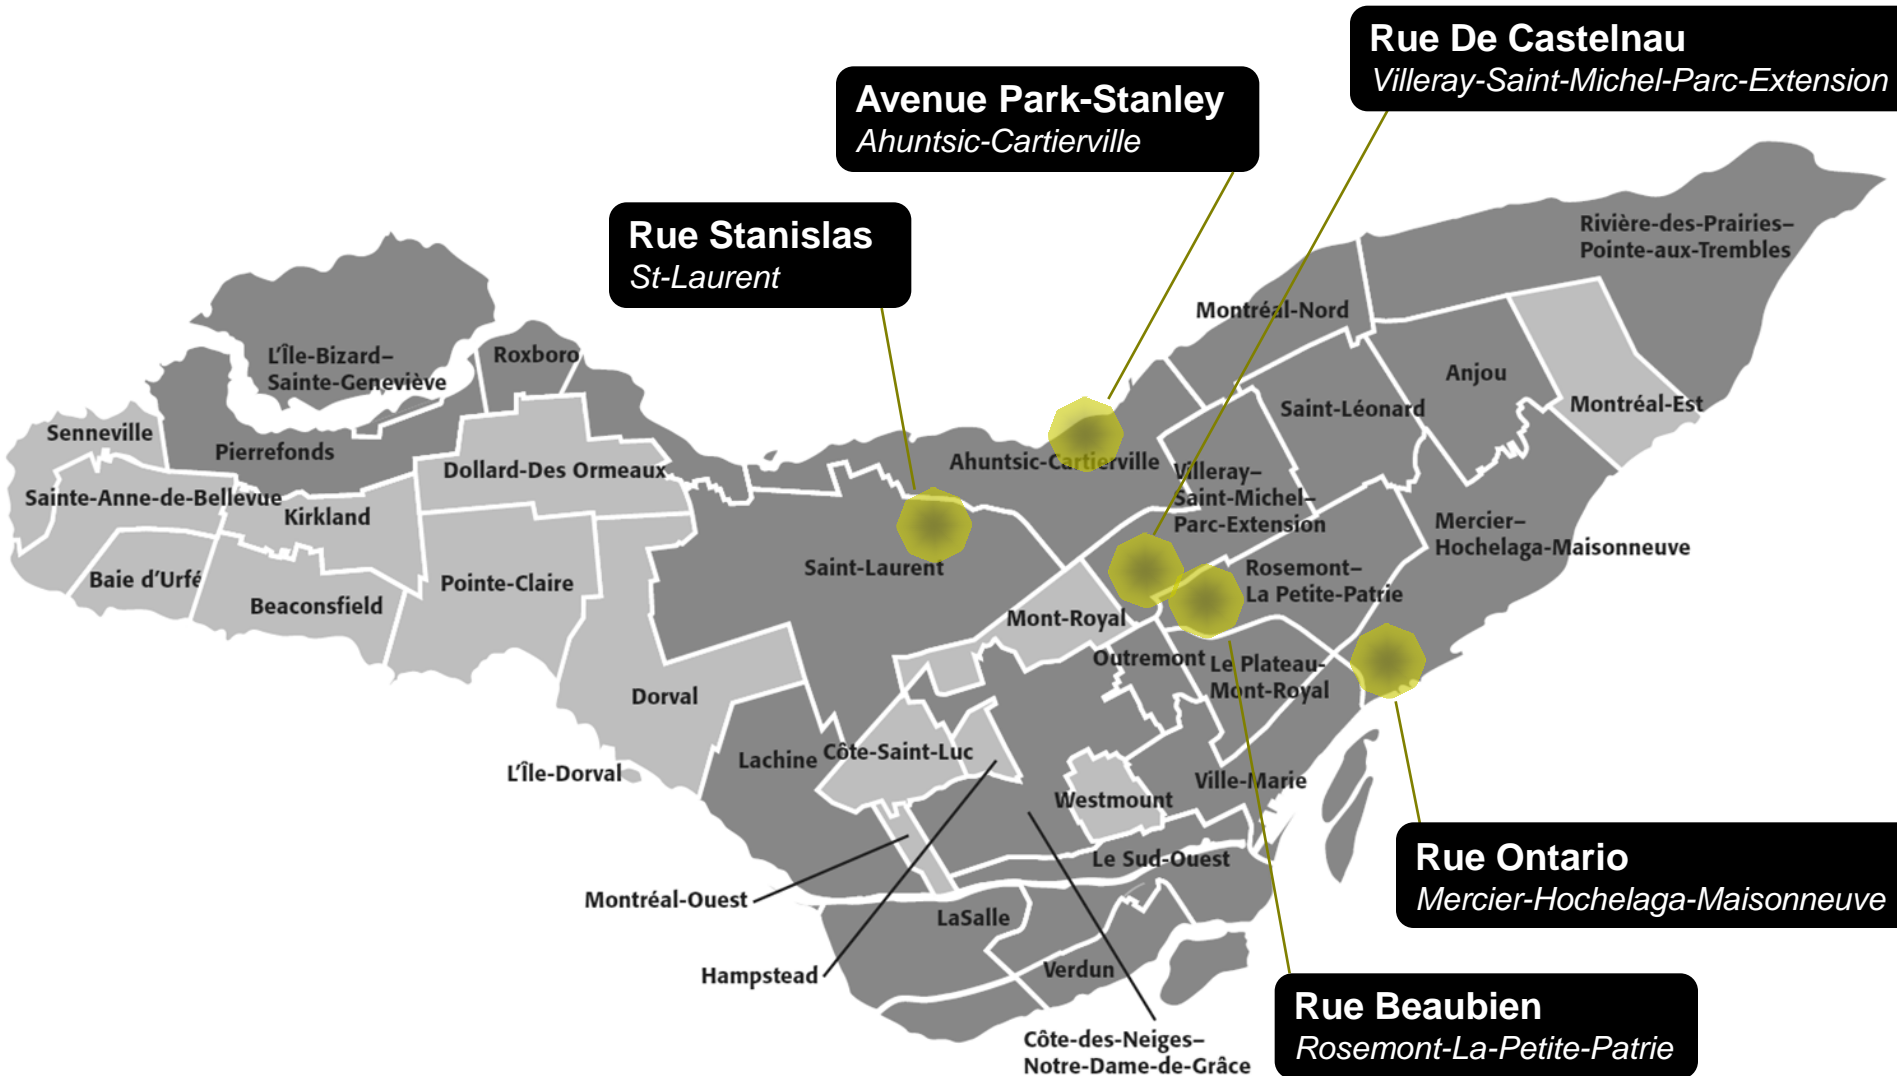 Rue De Castelnau
Villeray-Saint-Michel-Parc-Extension
Avenue Park-Stanley
Ahuntsic-Cartierville
Rue Stanislas
St-Laurent
Rivière-des-Prairies–
Pointe-aux-Trembles
Montréal-Nord
L'Île-Bizard–
Sainte-Geneviève
Roxboro
Anjou
Saint-Léonard
Montréal-Est
Senneville
Pierrefonds
Dollard-Des Ormeaux
Ahuntsic-Cartierville
Villeray–
Saint-Michel–
Parc-Extension
Sainte-Anne-de-Bellevue
Kirkland
Mercier–
Hochelaga-Maisonneuve
Baie d'Urfé
Beaconsfield
Pointe-Claire
Saint-Laurent
Rosemont–
La Petite-Patrie
Mont-Royal
Outremont
Le Plateau-
Mont-Royal
Dorval
L'Île-Dorval
Lachine
Côte-Saint-Luc
Westmount
Ville-Marie
Le Sud-Ouest
Montréal-Ouest
LaSalle
Hampstead
Verdun
Côte-des-Neiges–
Notre-Dame-de-Grâce
Rue Ontario
Mercier-Hochelaga-Maisonneuve
Rue Beaubien
Rosemont-La-Petite-Patrie